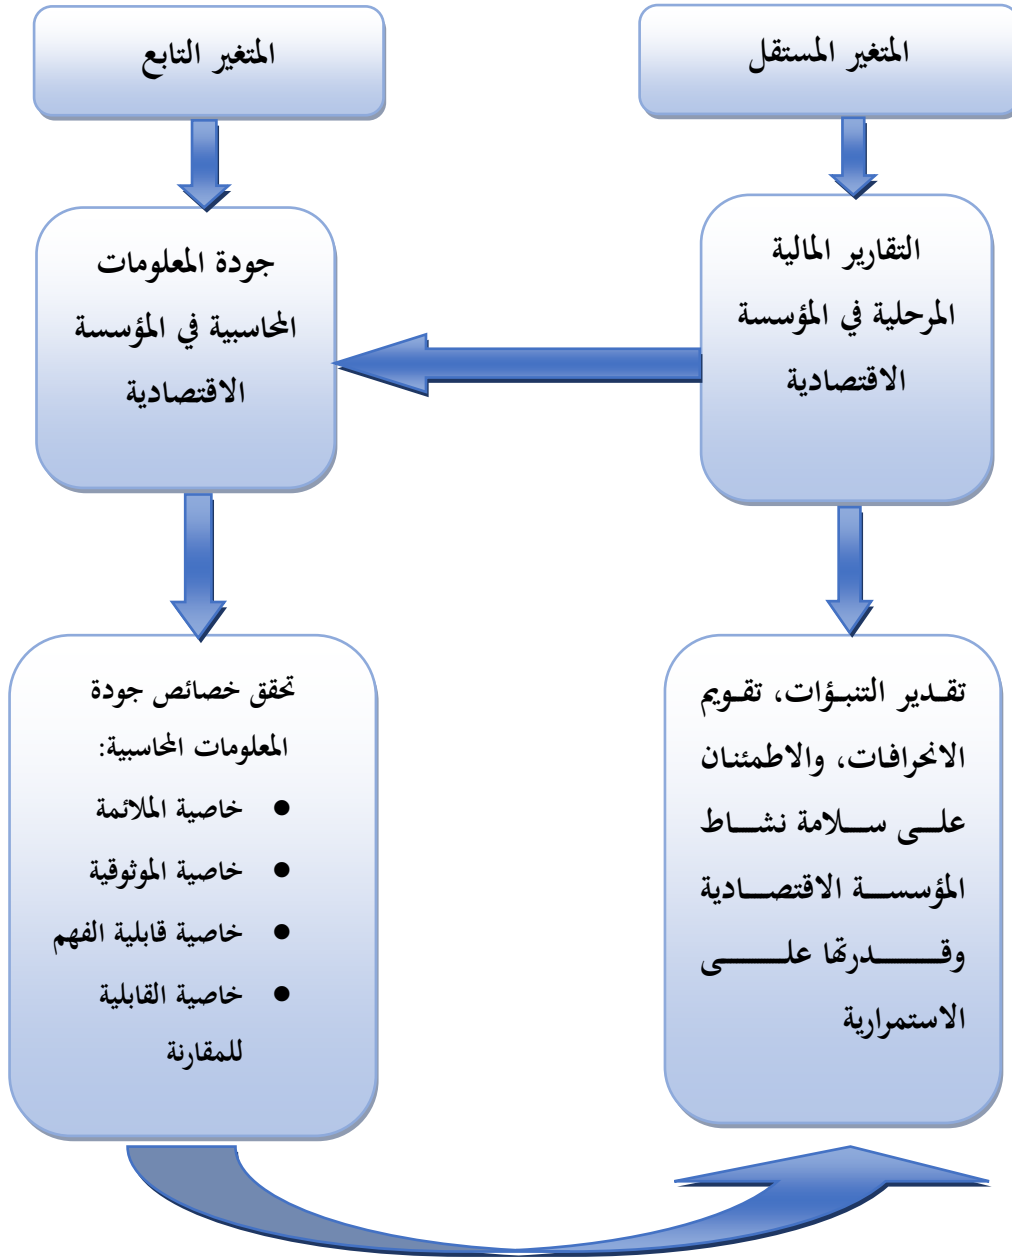 المتغير المستقل
المتغير التابع
التقارير المالية
المرحلية في المؤسسة
الاقتصادية
جودة المعلومات
المحاسبية في المؤسسة
الاقتصادية
تقدير التنبؤات، تقويم
الانحرافات، والاطمئنان
على سلامة نشاط
المؤسسة الاقتصادية
وقدرتها على
الاستمرارية
تحقق خصائص جودة
المعلومات المحاسبية:
● خاصية الملائمة
● خاصية الموثوقية
● خاصية قابلية الفهم
● خاصية القابلية
للمقارنة